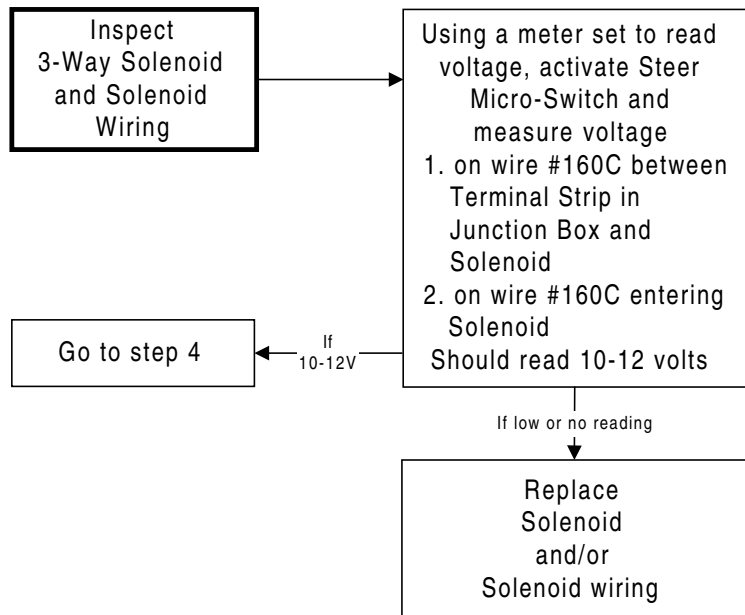 Inspect
3-Way Solenoid
and Solenoid
Wiring
Using a meter set to read
voltage, activate Steer
Micro-Switch and
measure voltage
1. on wire #160C between
Terminal Strip in
Junction Box and
Solenoid
2. on wire #160C entering
Solenoid
Should read 10-12 volts
If
10-12V
Go to step 4
If low or no reading
Replace
Solenoid
and/or
Solenoid wiring